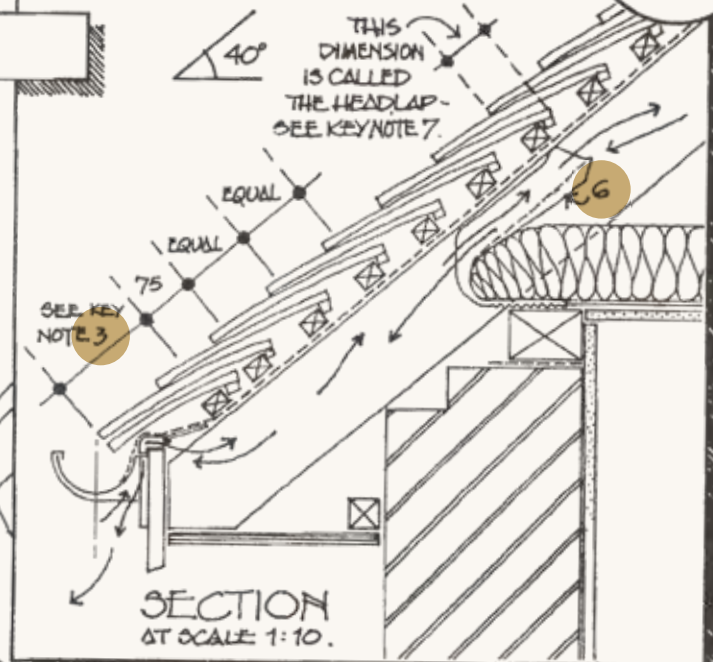 40°
THIS
DIMENSION
IS CALLED
THE HEADLAP-
SEE KEYNOTE 7.
EQUAL
EQUAL
75
SEE KEY
NOTE 3
6
SECTION
AT SCALE 1:10.